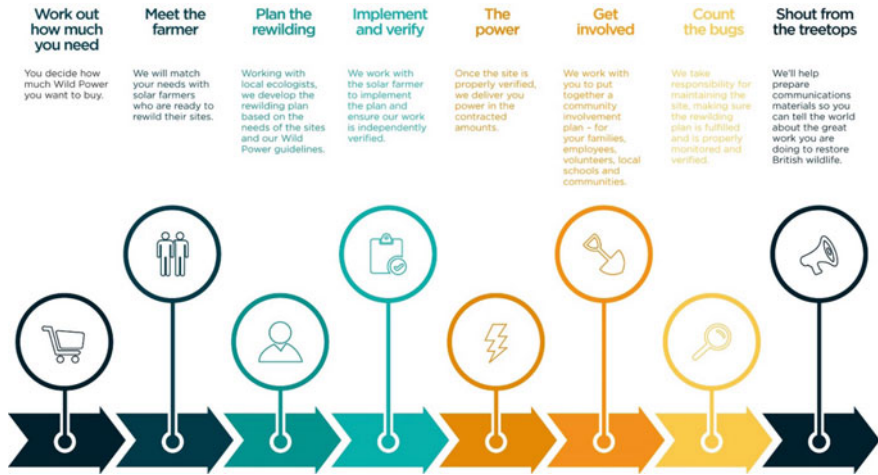 Work out
how much
you need
You decide how
much Wild Power
you want to buy.
Meet the
farmer
We will match
your needs with
solar farmers
who are ready to
rewild their sites.
Plan the
rewilding
Working with
local ecologists,
we develop the
rewilding plan
based on the
needs of the sites
and our Wild
Power guidelines.
Implement
and verify
We work with
the solar farmer
to implement
the plan and
ensure our work
is independently
verified.
The
power
Once the site is
properly verified,
we deliver you
power in the
contracted
amounts.
Get
involved
We work with
you to put
together a
community
involvement
plan – for
your families,
employees,
volunteers, local
schools and
communities.
Count
the bugs
We take
responsibility for
maintaining the
site, making sure
the rewilding
plan is fulfilled
and is properly
monitored and
verified.
Shout from
the treetops
We'll help
prepare
communications
materials so you
can tell the world
about the great
work you are
doing to restore
British wildlife.